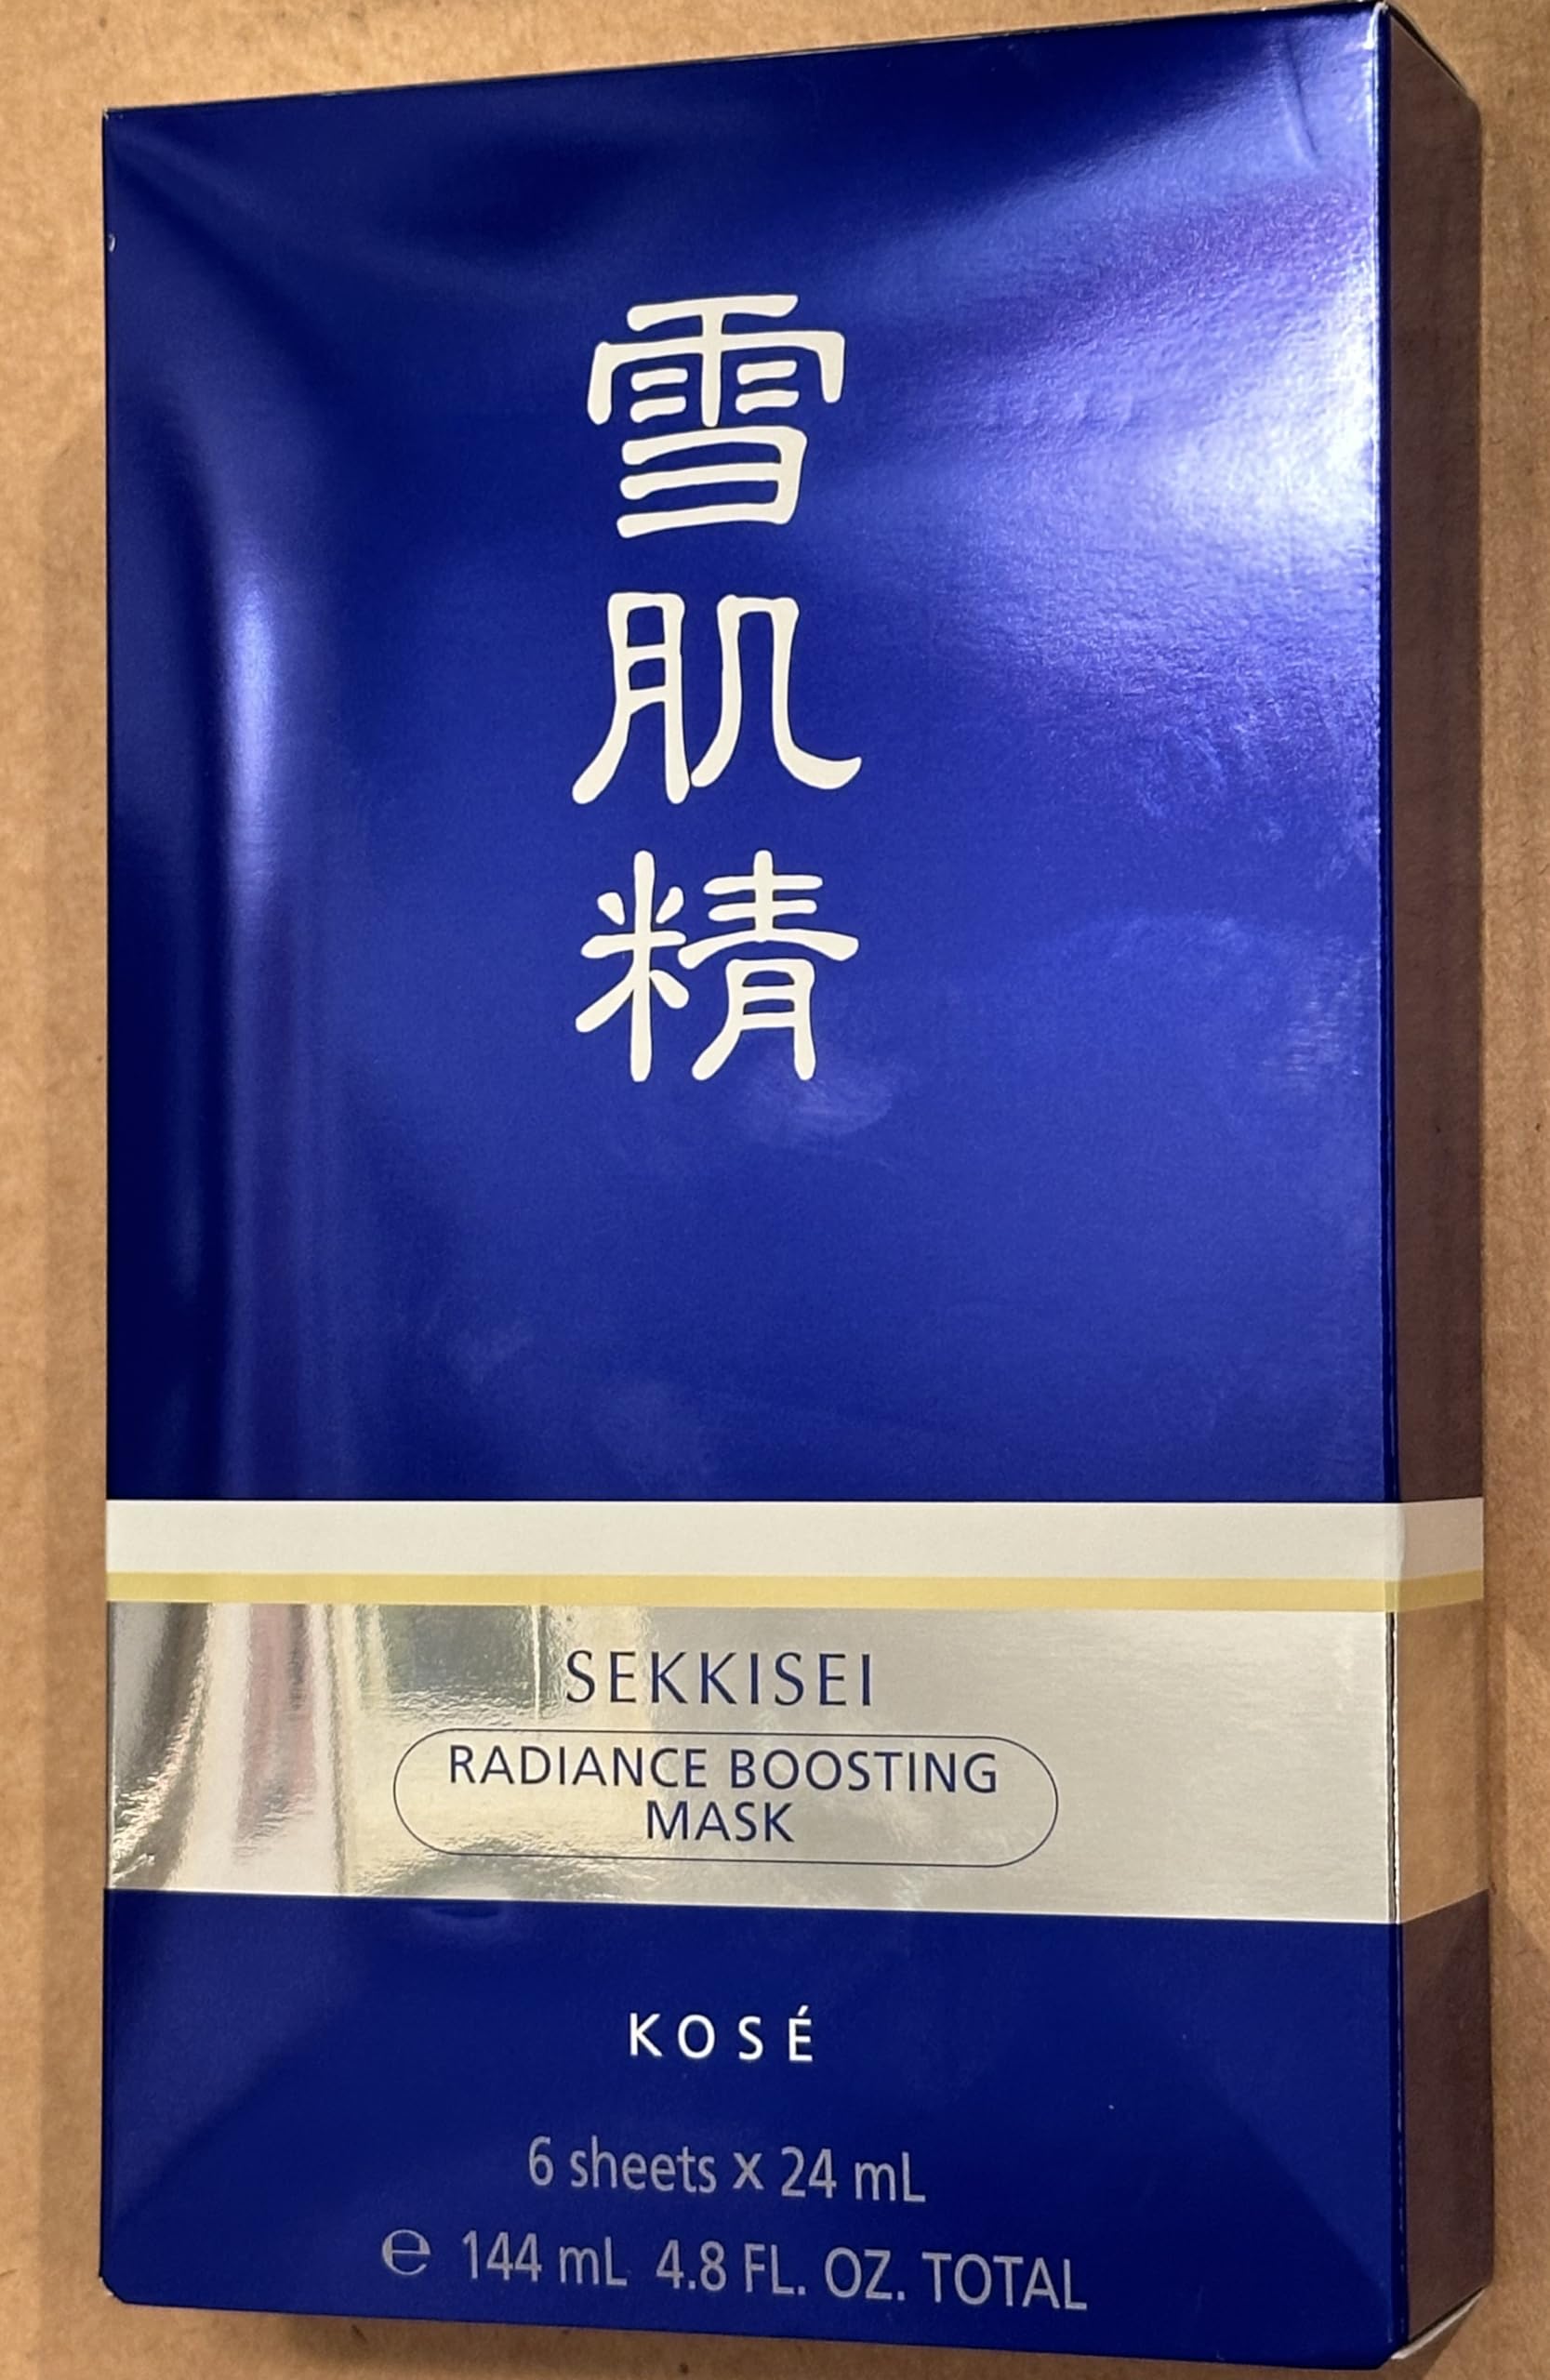 雪肌精
SEKKISEI
RADIANCE BOOSTING
MASK
KOSÉ
6 sheets x 24 mL
℮ 144 mL 4.8 FL. OZ. TOTAL